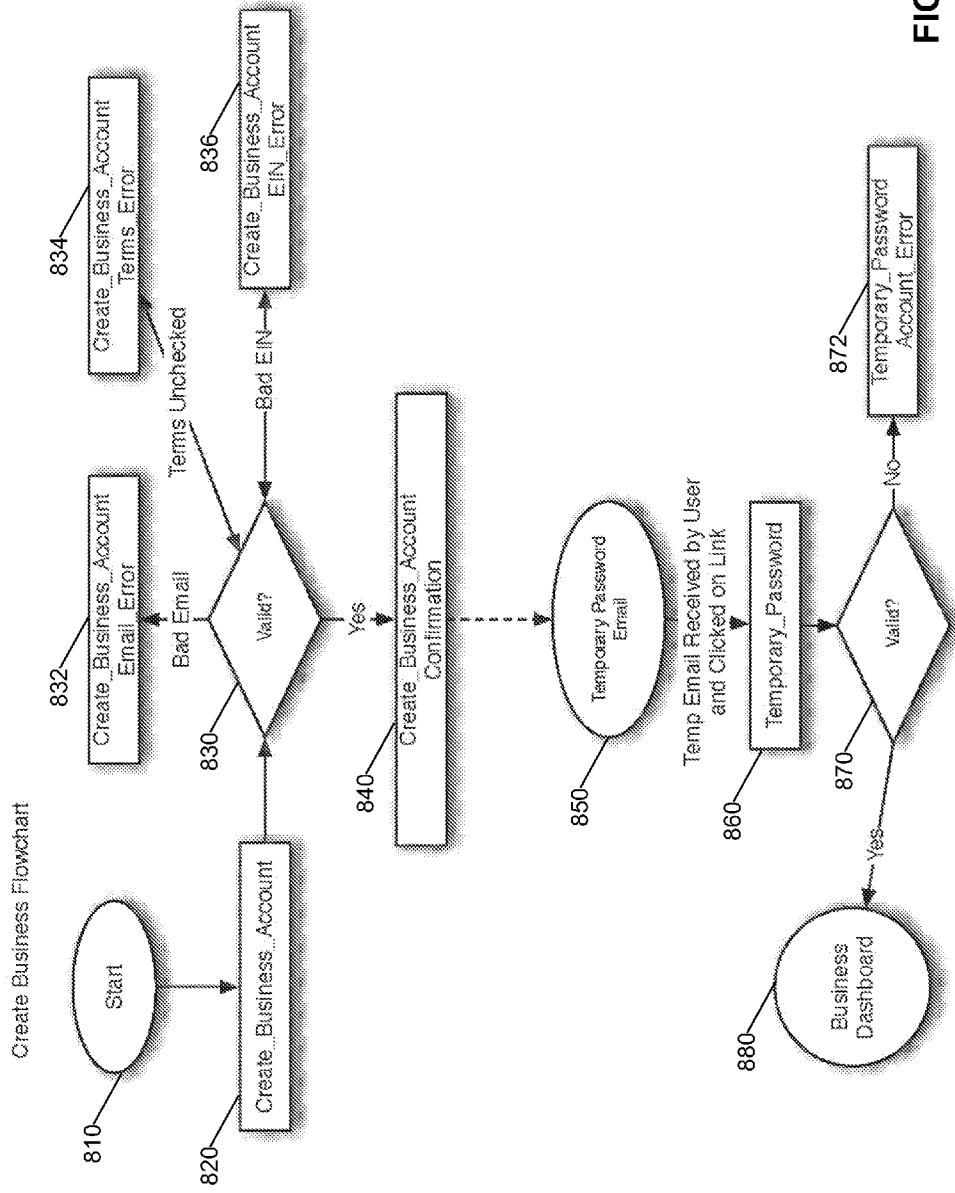 Create Business Flowchart
810
Start
820
Create_Business_Account
830
Valid?
Bad Email
832
Create_Business_Account
Email_Error
Terms Unchecked
834
Create_Business_Account
Terms_Error
Bad EIN
836
Create_Business_Account
EIN_Error
Yes
840
Create_Business_Account
Confirmation
850
Temporary Password
Email
Temp Email Received by User
and Clicked on Link
860
Temporary_Password
870
Valid?
No
872
Temporary_Password
Account_Error
Yes
880
Business
Dashboard
FIG